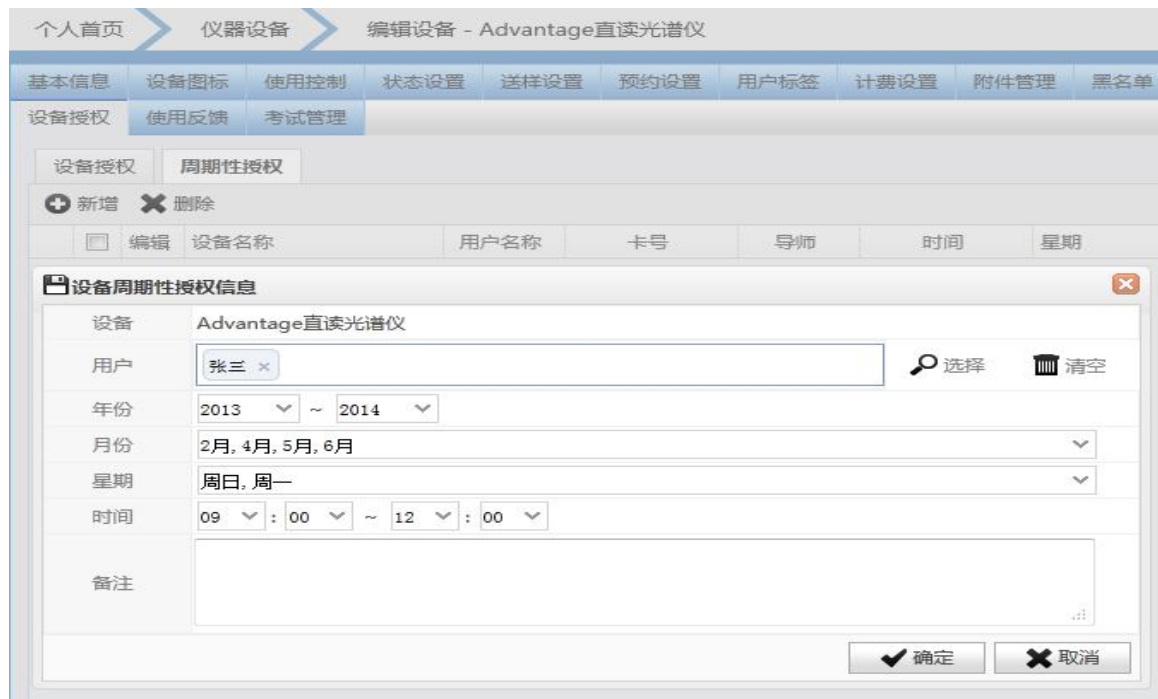 个人首页 仪器设备 编辑设备 - Advantage直读光谱仪
基本信息 设备图标 使用控制 状态设置 送样设置 预约设置 用户标签 计费设置 附件管理 黑名单
设备授权 使用反馈 考试管理
设备授权 周期性授权
新增 删除
编辑 设备名称 用户名称 卡号 导师 时间 星期
设备周期性授权信息
设备 Advantage直读光谱仪
用户 张三 × 选择 清空
年份 2013 ~ 2014
月份 2月, 4月, 5月, 6月
星期 周日, 周一
时间 09 : 00 ~ 12 : 00
备注
确定 取消